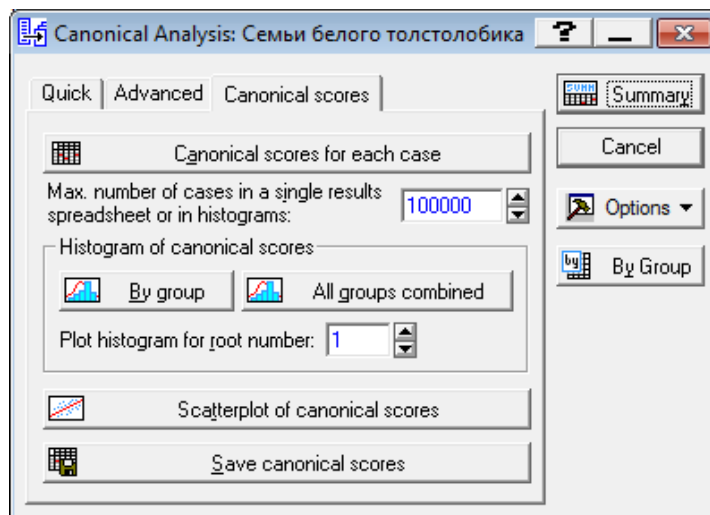 Canonical Analysis: Семьи белого толстолобика
?
Quick
Advanced
Canonical scores
Canonical scores for each case
Max. number of cases in a single results
spreadsheet or in histograms:
100000
Histogram of canonical scores
By group
All groups combined
Plot histogram for root number:
1
Scatterplot of canonical scores
Save canonical scores
SUMM
Summary
Cancel
Options
by
By Group